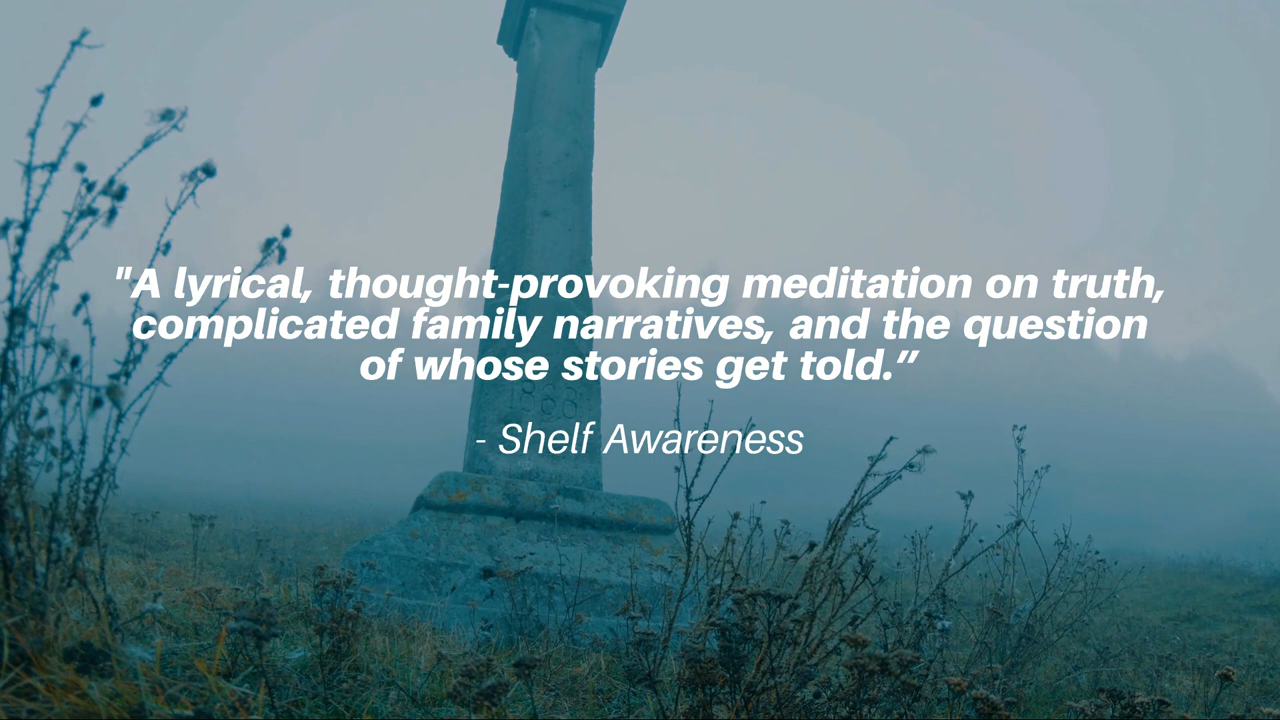 "A lyrical, thought-provoking meditation on truth,
complicated family narratives, and the question
of whose stories get told.”
- Shelf Awareness
1868